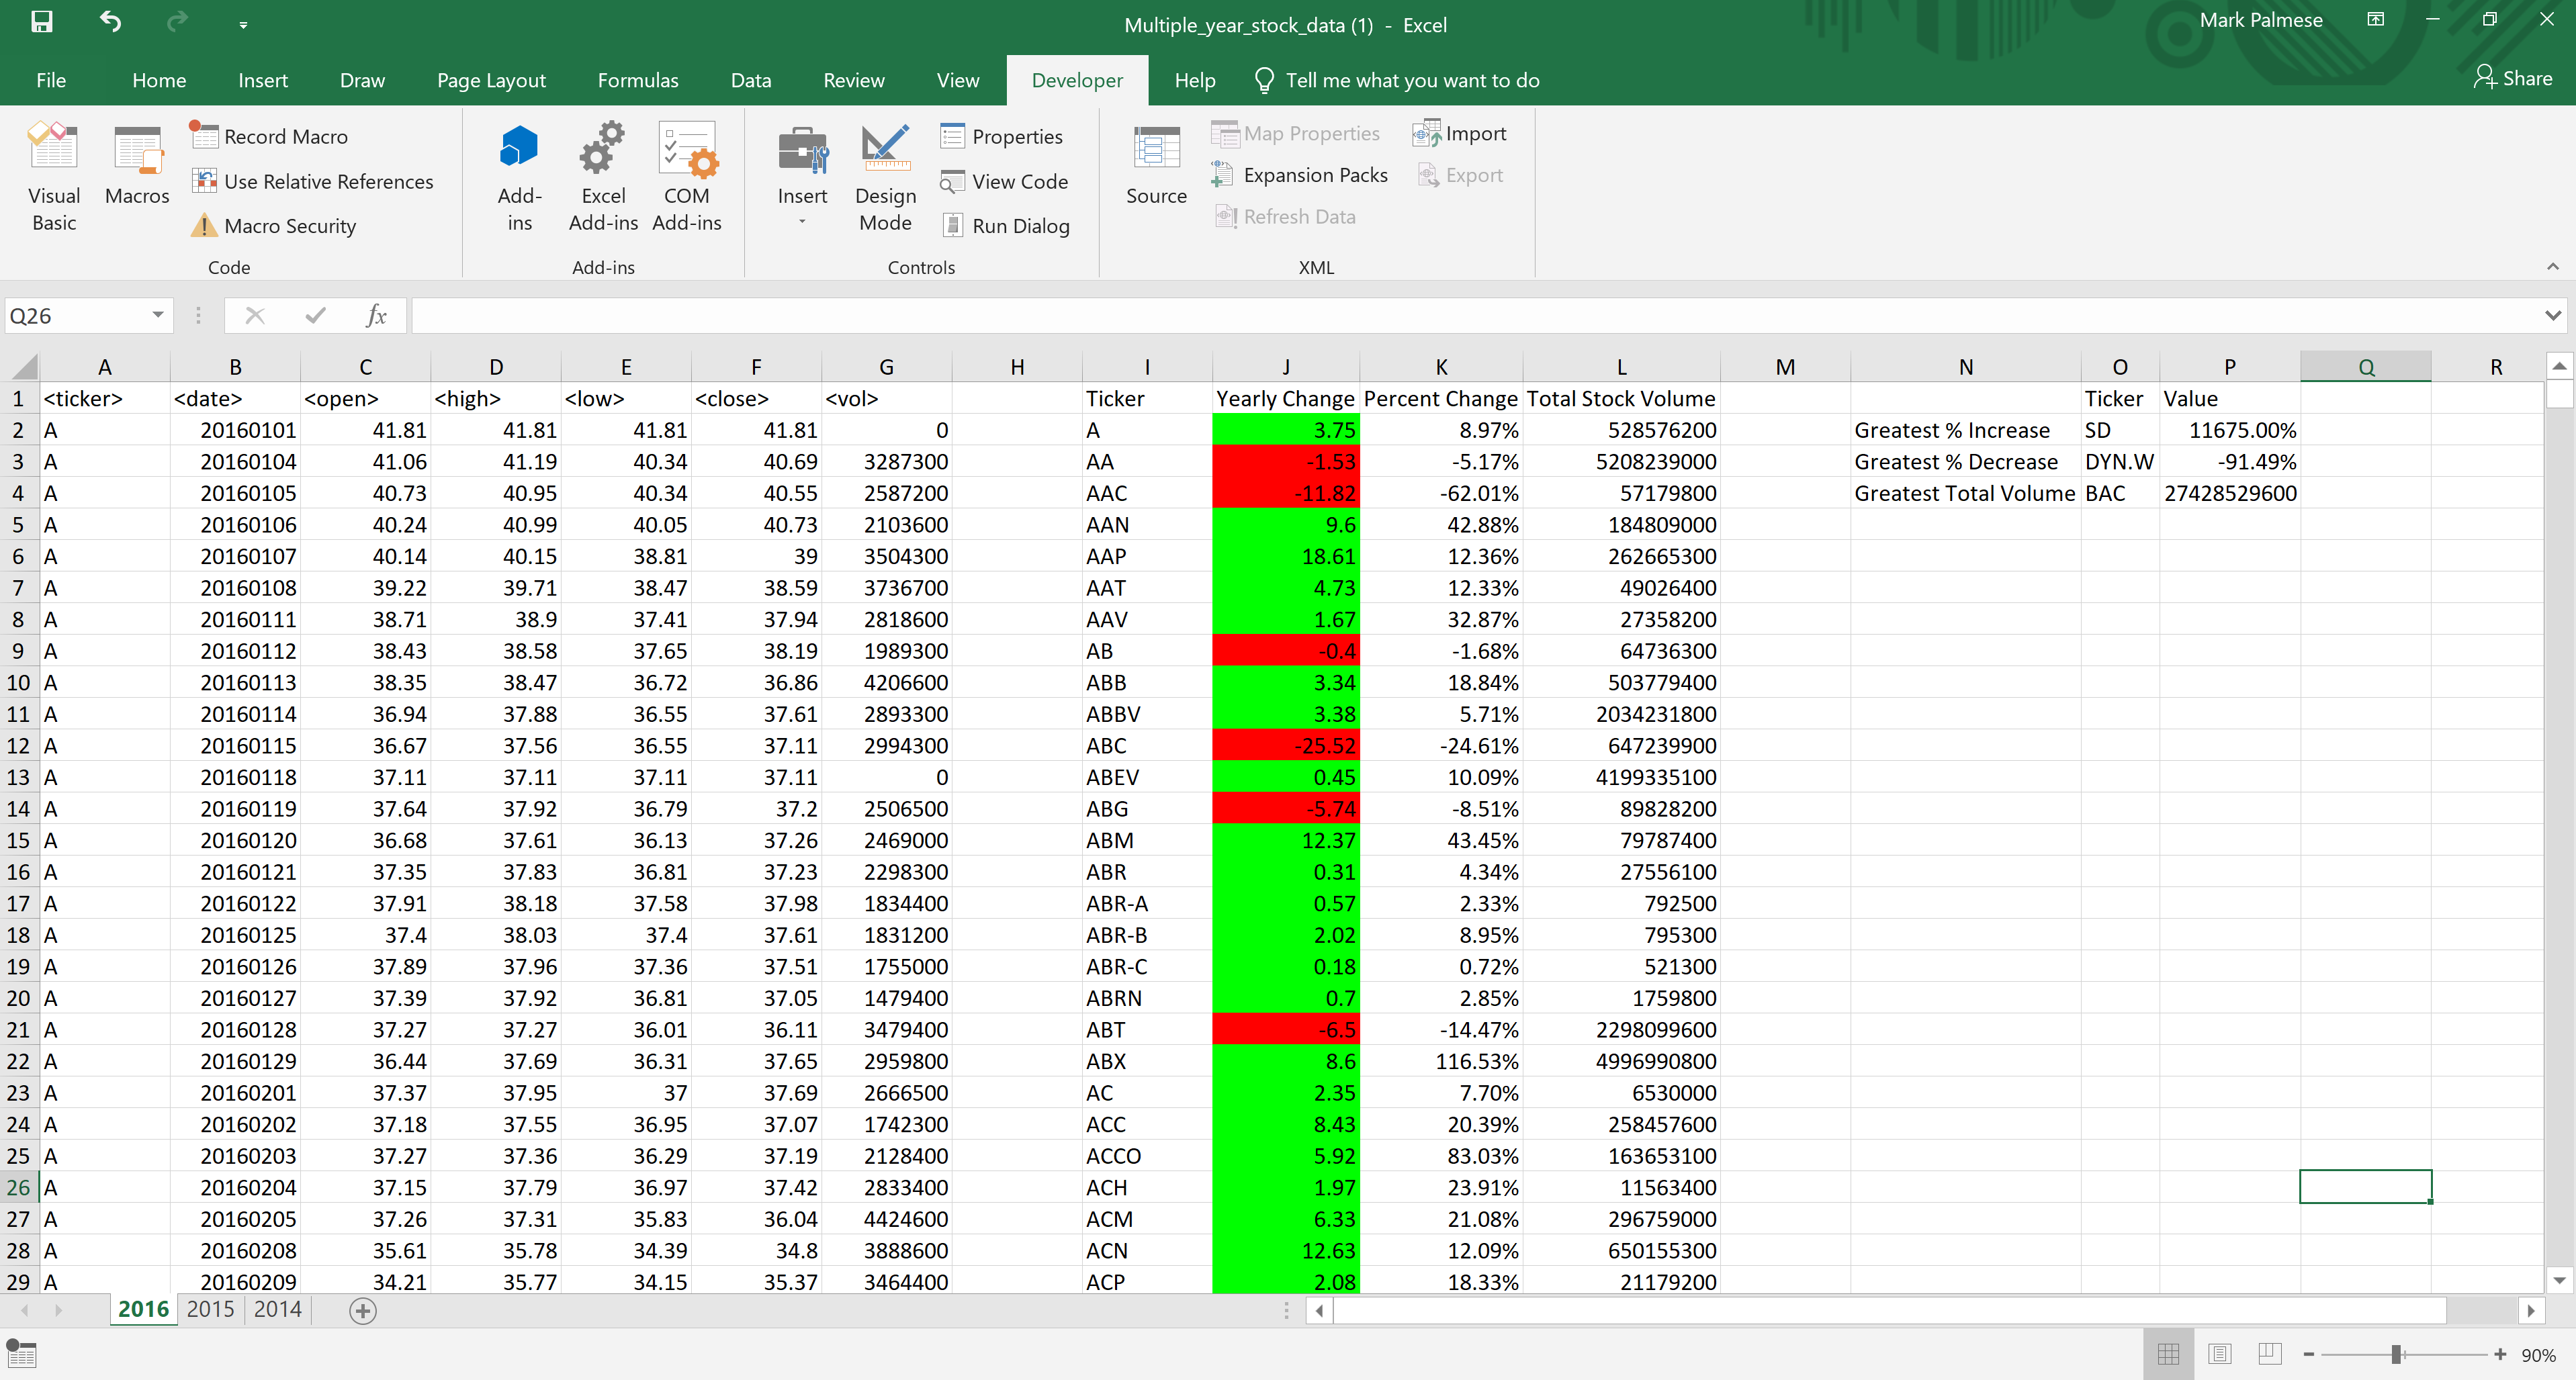 Multiple_year_stock_data (1) - Excel
Mark Palmese
File Home Insert Draw Page Layout Formulas Data Review View Developer Help Tell me what you want to do Share
Visual Basic
Macros
Record Macro
Use Relative References
Macro Security
Code
Add-ins
Excel Add-ins
COM Add-ins
Add-ins
Insert
Design Mode
Properties
View Code
Run Dialog
Controls
Source
Map Properties
Expansion Packs
Refresh Data
Import
Export
XML
Q26 fx
A B C D E F G H I J K L M N O P Q R
1 <ticker> <date> <open> <high> <low> <close> <vol> Ticker Yearly Change Percent Change Total Stock Volume Ticker Value
2 A 20160101 41.81 41.81 41.81 41.81 0 A 3.75 8.97% 528576200 Greatest % Increase SD 11675.00%
3 A 20160104 41.06 41.19 40.34 40.69 3287300 AA -1.53 -5.17% 5208239000 Greatest % Decrease DYN.W -91.49%
4 A 20160105 40.73 40.95 40.34 40.55 2587200 AAC -11.82 -62.01% 57179800 Greatest Total Volume BAC 27428529600
5 A 20160106 40.24 40.99 40.05 40.73 2103600 AAN 9.6 42.88% 184809000
6 A 20160107 40.14 40.15 38.81 39 3504300 AAP 18.61 12.36% 262665300
7 A 20160108 39.22 39.71 38.47 38.59 3736700 AAT 4.73 12.33% 49026400
8 A 20160111 38.71 38.9 37.41 37.94 2818600 AAV 1.67 32.87% 27358200
9 A 20160112 38.43 38.58 37.65 38.19 1989300 AB -0.4 -1.68% 64736300
10 A 20160113 38.35 38.47 36.72 36.86 4206600 ABB 3.34 18.84% 503779400
11 A 20160114 36.94 37.88 36.55 37.61 2893300 ABBV 3.38 5.71% 2034231800
12 A 20160115 36.67 37.56 36.55 37.11 2994300 ABC -25.52 -24.61% 647239900
13 A 20160118 37.11 37.11 37.11 37.11 0 ABEV 0.45 10.09% 4199335100
14 A 20160119 37.64 37.92 36.79 37.2 2506500 ABG -5.74 -8.51% 89828200
15 A 20160120 36.68 37.61 36.13 37.26 2469000 ABM 12.37 43.45% 79787400
16 A 20160121 37.35 37.83 36.81 37.23 2298300 ABR 0.31 4.34% 27556100
17 A 20160122 37.91 38.18 37.58 37.98 1834400 ABR-A 0.57 2.33% 792500
18 A 20160125 37.4 38.03 37.4 37.61 1831200 ABR-B 2.02 8.95% 795300
19 A 20160126 37.89 37.96 37.36 37.51 1755000 ABR-C 0.18 0.72% 521300
20 A 20160127 37.39 37.92 36.81 37.05 1479400 ABRN 0.7 2.85% 1759800
21 A 20160128 37.27 37.27 36.01 36.11 3479400 ABT -6.5 -14.47% 2298099600
22 A 20160129 36.44 37.69 36.31 37.65 2959800 ABX 8.6 116.53% 4996990800
23 A 20160201 37.37 37.95 37 37.69 2666500 AC 2.35 7.70% 6530000
24 A 20160202 37.18 37.55 36.95 37.07 1742300 ACC 8.43 20.39% 258457600
25 A 20160203 37.27 37.36 36.29 37.19 2128400 ACCO 5.92 83.03% 163653100
26 A 20160204 37.15 37.79 36.97 37.42 2833400 ACH 1.97 23.91% 11563400
27 A 20160205 37.26 37.31 35.83 36.04 4424600 ACM 6.33 21.08% 296759000
28 A 20160208 35.61 35.78 34.39 34.8 3888600 ACN 12.63 12.09% 650155300
29 A 20160209 34.21 35.77 34.15 35.37 3464400 ACP 2.08 18.33% 21179200
2016 2015 2014
90%